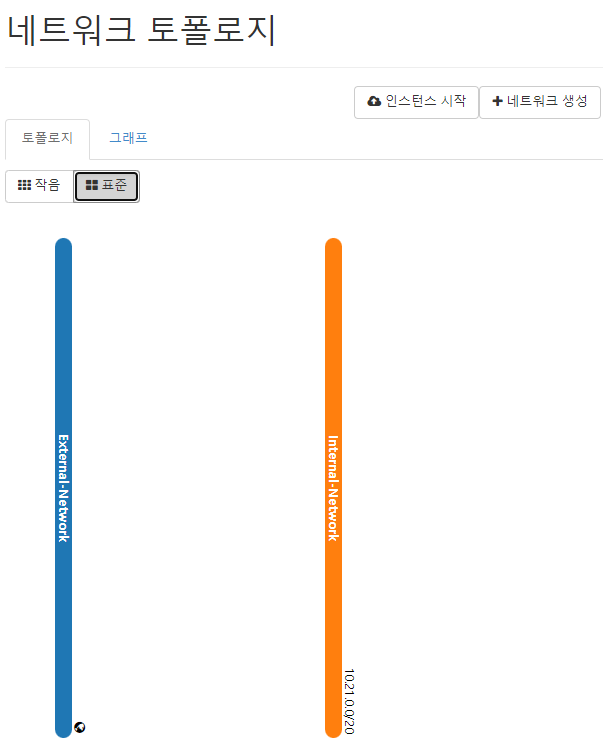 네트워크 토폴로지
인스턴스 시작
네트워크 생성
토폴로지
그래프
작음
표준
External-Network
Internal-Network
10.21.0.0/20